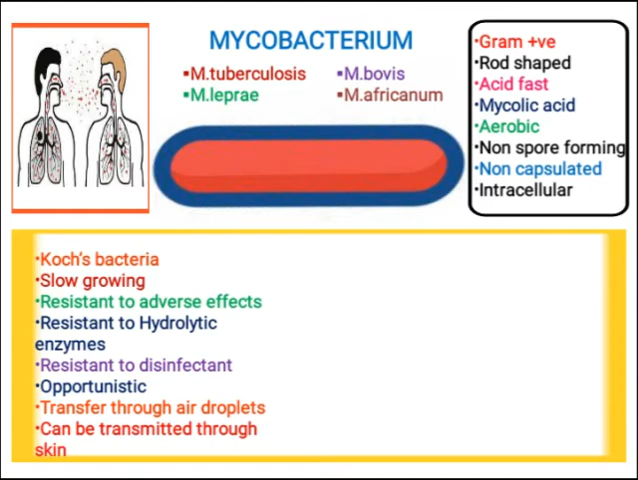 MYCOBACTERIUM
▪M.tuberculosis ▪M.bovis
▪M.leprae ▪M.africanum
•Gram +ve
•Rod shaped
•Acid fast
•Mycolic acid
•Aerobic
•Non spore forming
•Non capsulated
•Intracellular
•Koch's bacteria
•Slow growing
•Resistant to adverse effects
•Resistant to Hydrolytic
enzymes
•Resistant to disinfectant
•Opportunistic
•Transfer through air droplets
•Can be transmitted through
skin